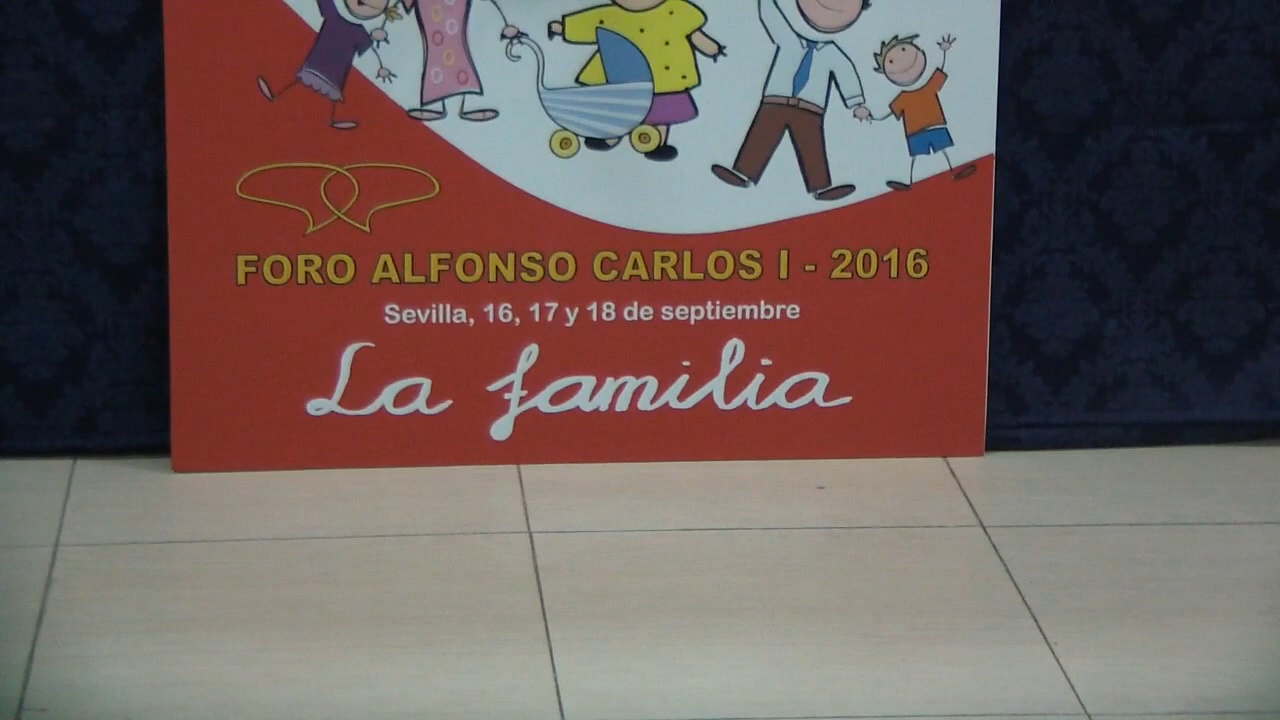 FORO ALFONSO CARLOS I - 2016
Sevilla, 16, 17 y 18 de septiembre
La familia